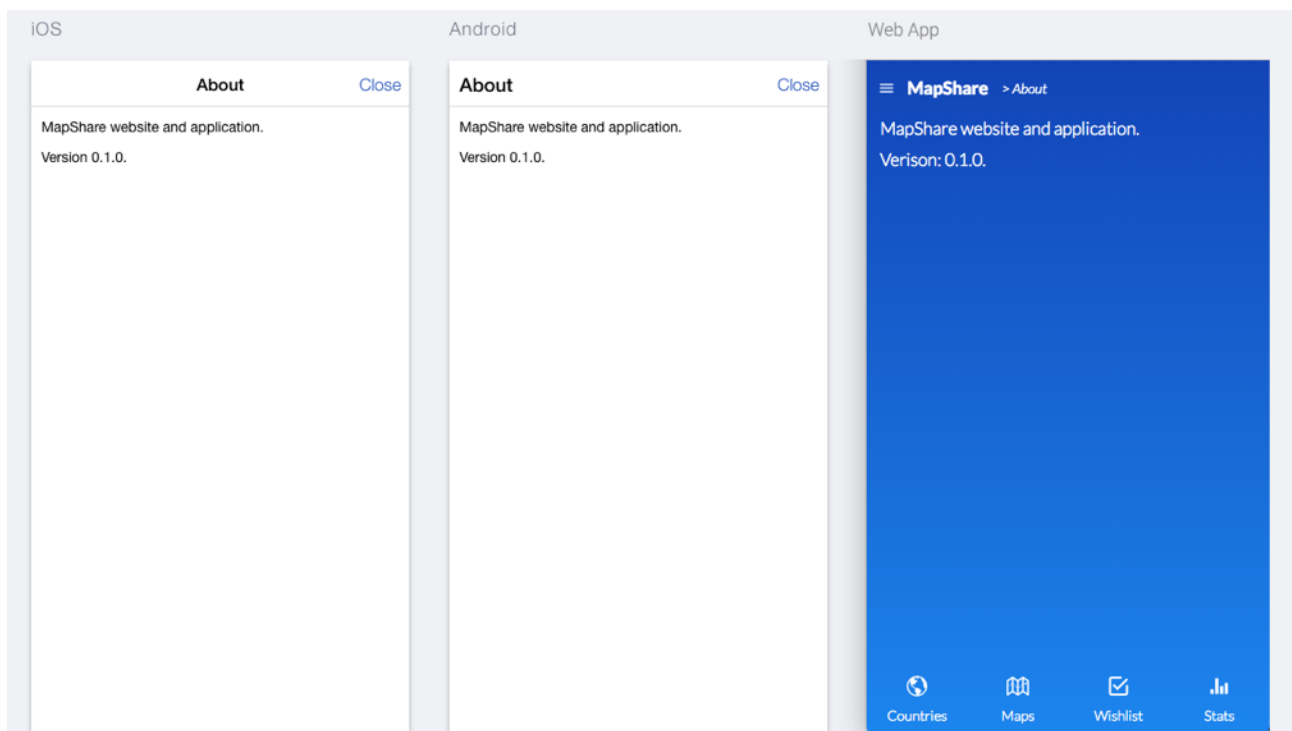 iOS
About Close
MapShare website and application.
Version 0.1.0.
Android
About Close
MapShare website and application.
Version 0.1.0.
Web App
MapShare > About
MapShare website and application.
Verison: 0.1.0.
Countries Maps Wishlist Stats